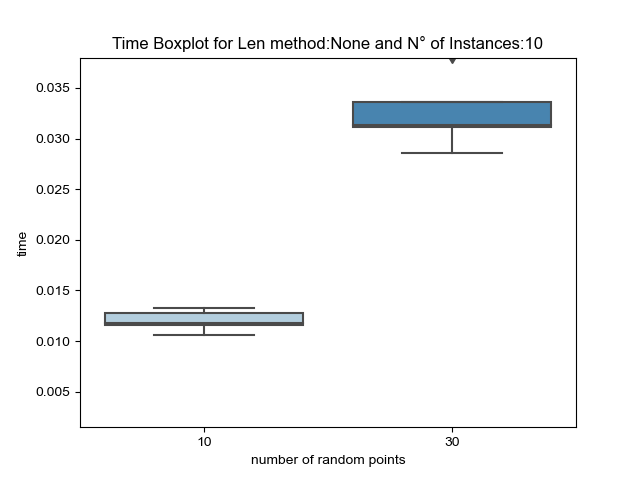 Time Boxplot for Len method:None and N° of Instances:10
0.035
0.030
0.025
0.020
0.015
0.010
0.005
time
10 30
number of random points